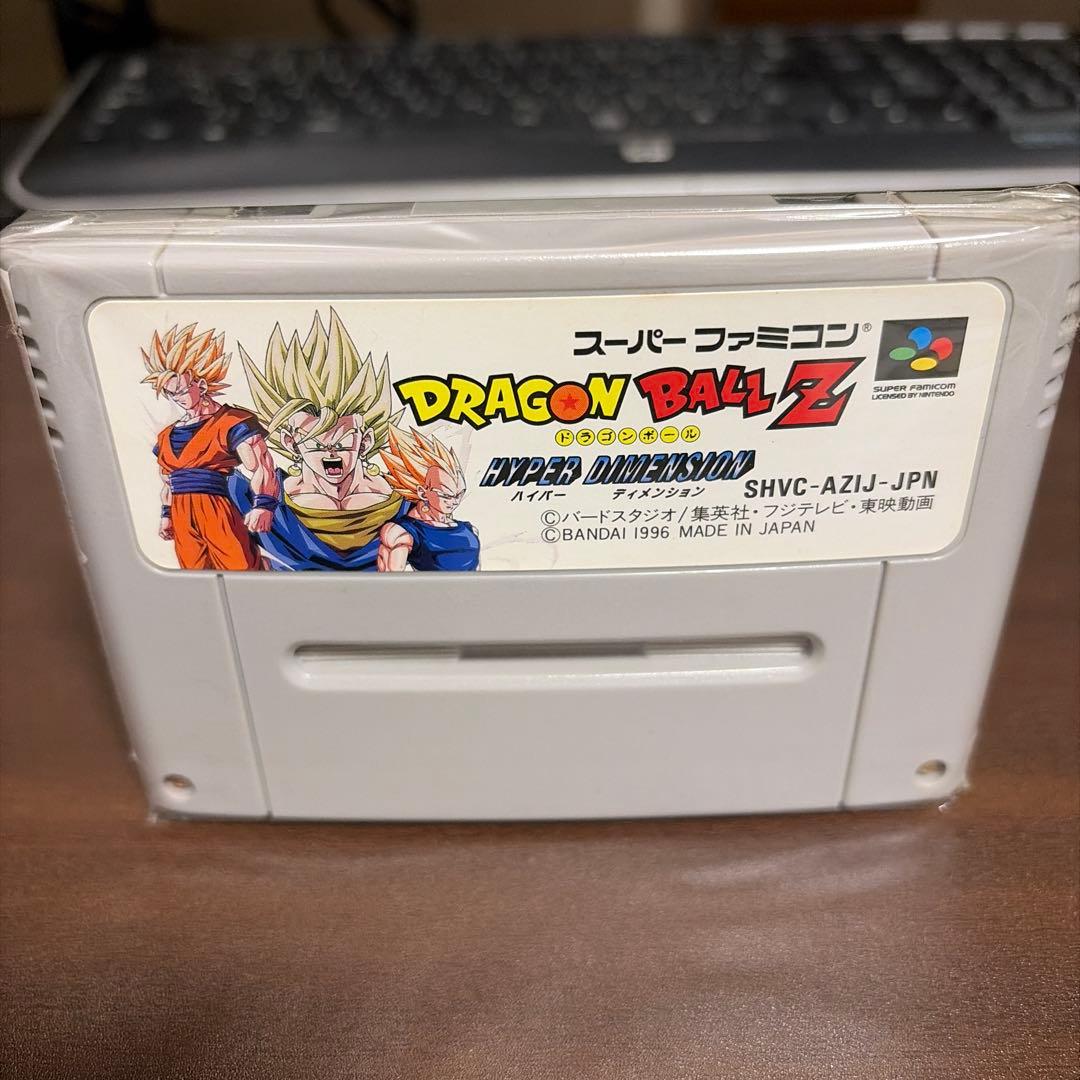 スーパーファミコン®
SUPER FAMICOM
LICENSED BY NINTENDO
DRAGON BALL Z
ドラゴンボール
HYPER DIMENSION
ハイパー ディメンション
SHVC-AZIJ-JPN
©バードスタジオ/集英社・フジテレビ・東映動画
©BANDAI 1996 MADE IN JAPAN